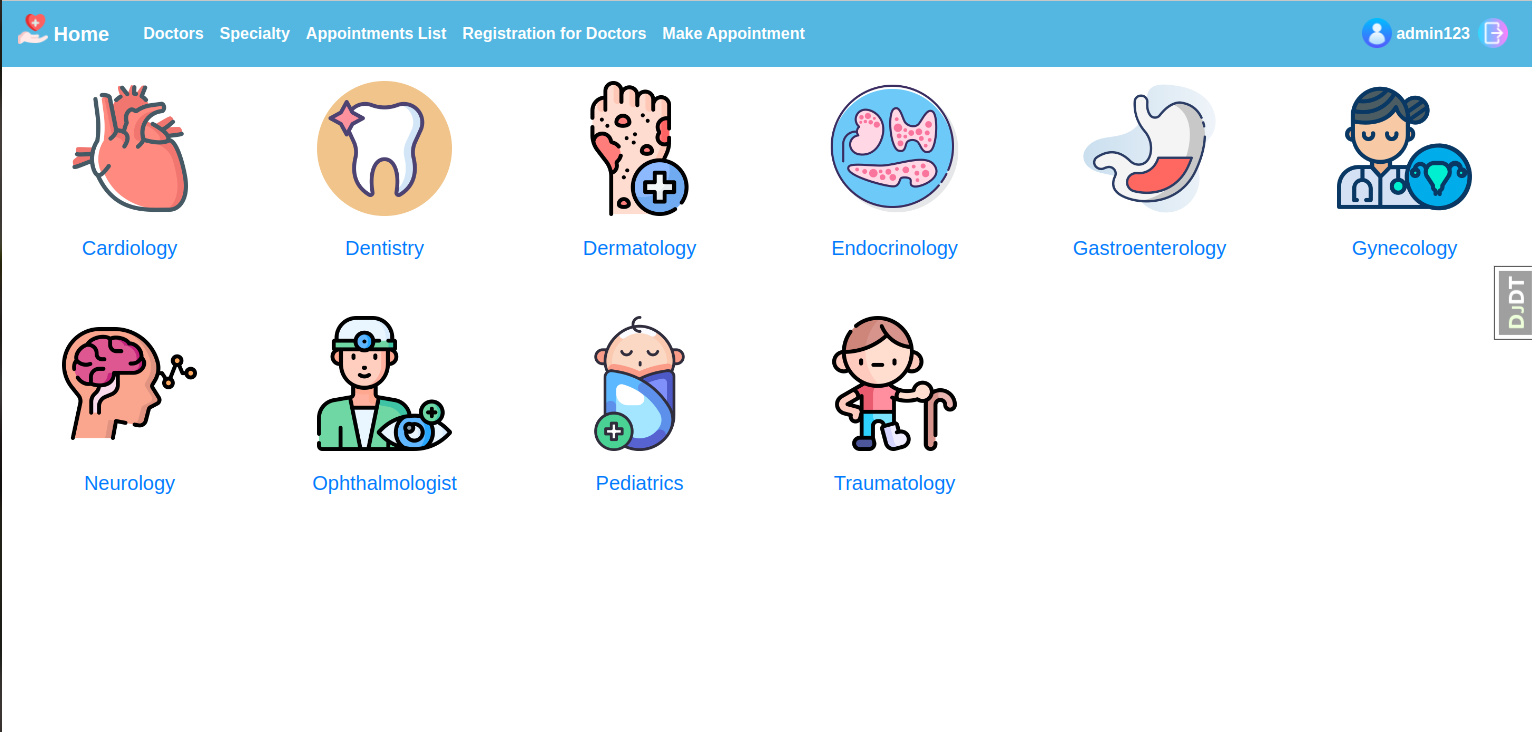 Home Doctors Specialty Appointments List Registration for Doctors Make Appointment admin123
Cardiology Dentistry Dermatology Endocrinology Gastroenterology Gynecology
DJDT
Neurology Ophthalmologist Pediatrics Traumatology